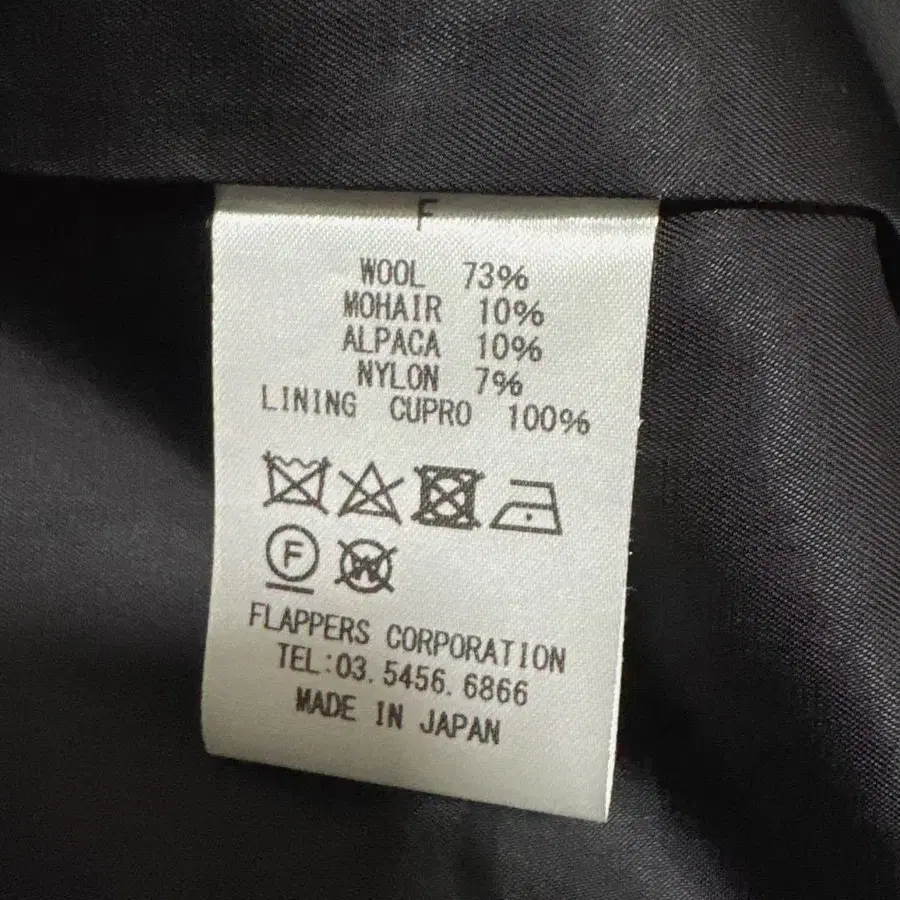 F
WOOL 73%
MOHAIR 10%
ALPACA 10%
NYLON 7%
LINING CUPRO 100%
F W
FLAPPERS CORPORATION
TEL:03.5456.6866
MADE IN JAPAN